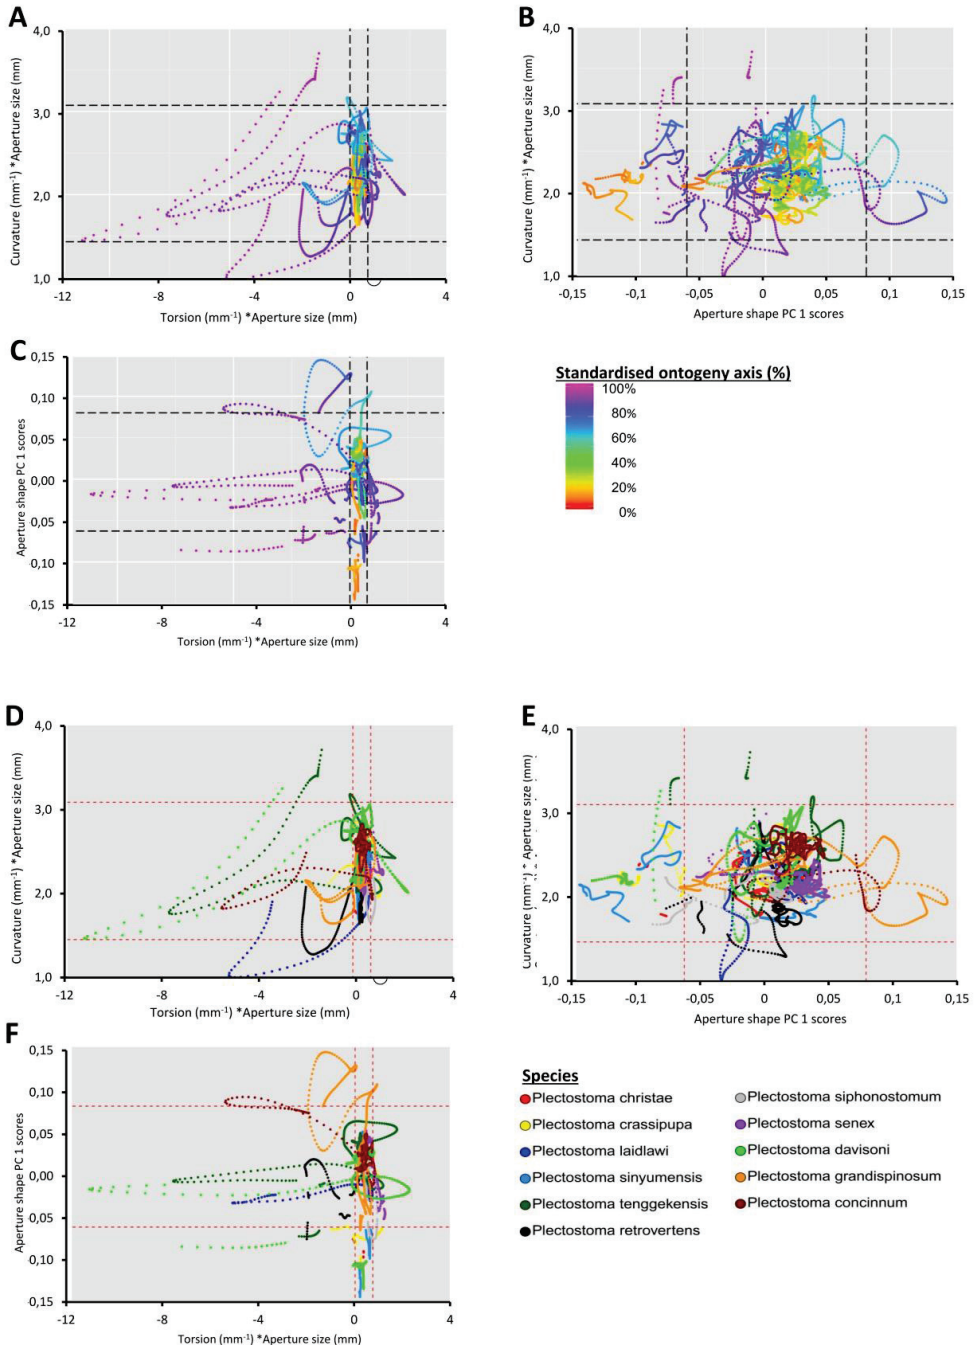 A
Curvature (mm⁻¹) *Aperture size (mm)
4,0
3,0
2,0
1,0
-12
-8
-4
0
4
Torsion (mm⁻¹) *Aperture size (mm)
B
Curvature (mm⁻¹) *Aperture size (mm)
4,0
3,0
2,0
1,0
-0,15
-0,05
0
0,05
0,15
Aperture shape PC 1 scores
C
Aperture shape PC 1 scores
0,15
0,10
0,05
0,00
0,05
0,10
0,15
-12
-8
-4
0
4
Torsion (mm⁻¹) *Aperture size (mm)
Standardised ontogeny axis (%)
100%
80%
60%
40%
20%
0%
D
Curvature (mm⁻¹) *Aperture size (mm)
4,0
3,0
2,0
1,0
-12
-8
-4
0
4
Torsion (mm⁻¹) *Aperture size (mm)
E
Curvature (mm⁻¹) * Aperture size (mm)
4,0
3,0
2,0
1,0
-0,15
-0,1
-0,05
0
0,05
0,1
0,15
Aperture shape PC 1 scores
F
Aperture shape PC 1 scores
0,15
0,10
0,05
0,00
-0,05
-0,10
-0,15
-12
-8
-4
0
4
Torsion (mm⁻¹) *Aperture size (mm)
Species
Plectostoma christae
Plectostoma crassipupa
Plectostoma laidlawi
Plectostoma sinyumensis
Plectostoma tenggekensis
Plectostoma retrovertens
Plectostoma siphonostomum
Plectostoma senex
Plectostoma davisoni
Plectostoma grandispinosum
Plectostoma concinnum